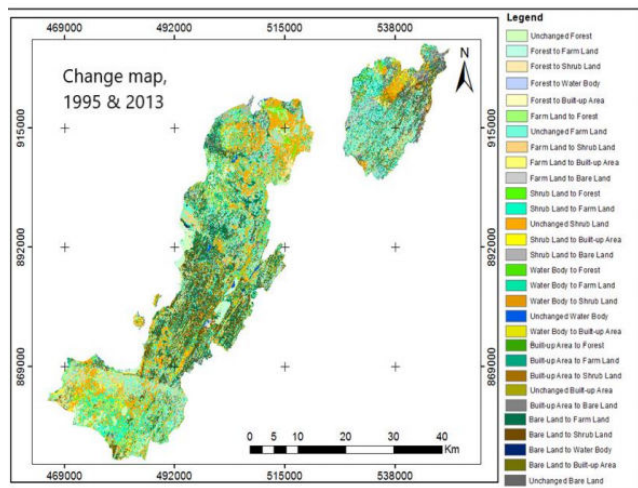 469000 492000 515000 538000
Legend
Change map,
1995 & 2013
N
915000
892000
869000
915000
892000
869000
0 5 10 20 30 40
Km
469000 492000 515000 538000
Unchanged Forest
Forest to Farm Land
Forest to Shrub Land
Forest to Water Body
Forest to Built-up Area
Farm Land to Forest
Unchanged Farm Land
Farm Land to Shrub Land
Farm Land to Built-up Area
Farm Land to Bare Land
Shrub Land to Forest
Shrub Land to Farm Land
Unchanged Shrub Land
Shrub Land to Built-up Area
Shrub Land to Bare Land
Water Body to Forest
Water Body to Farm Land
Water Body to Shrub Land
Unchanged Water Body
Water Body to Built-up Area
Built-up Area to Forest
Built-up Area to Farm Land
Built-up Area to Shrub Land
Unchanged Built-up Area
Built-up Area to Bare Land
Bare Land to Farm Land
Bare Land to Shrub Land
Bare Land to Water Body
Bare Land to Built-up Area
Unchanged Bare Land